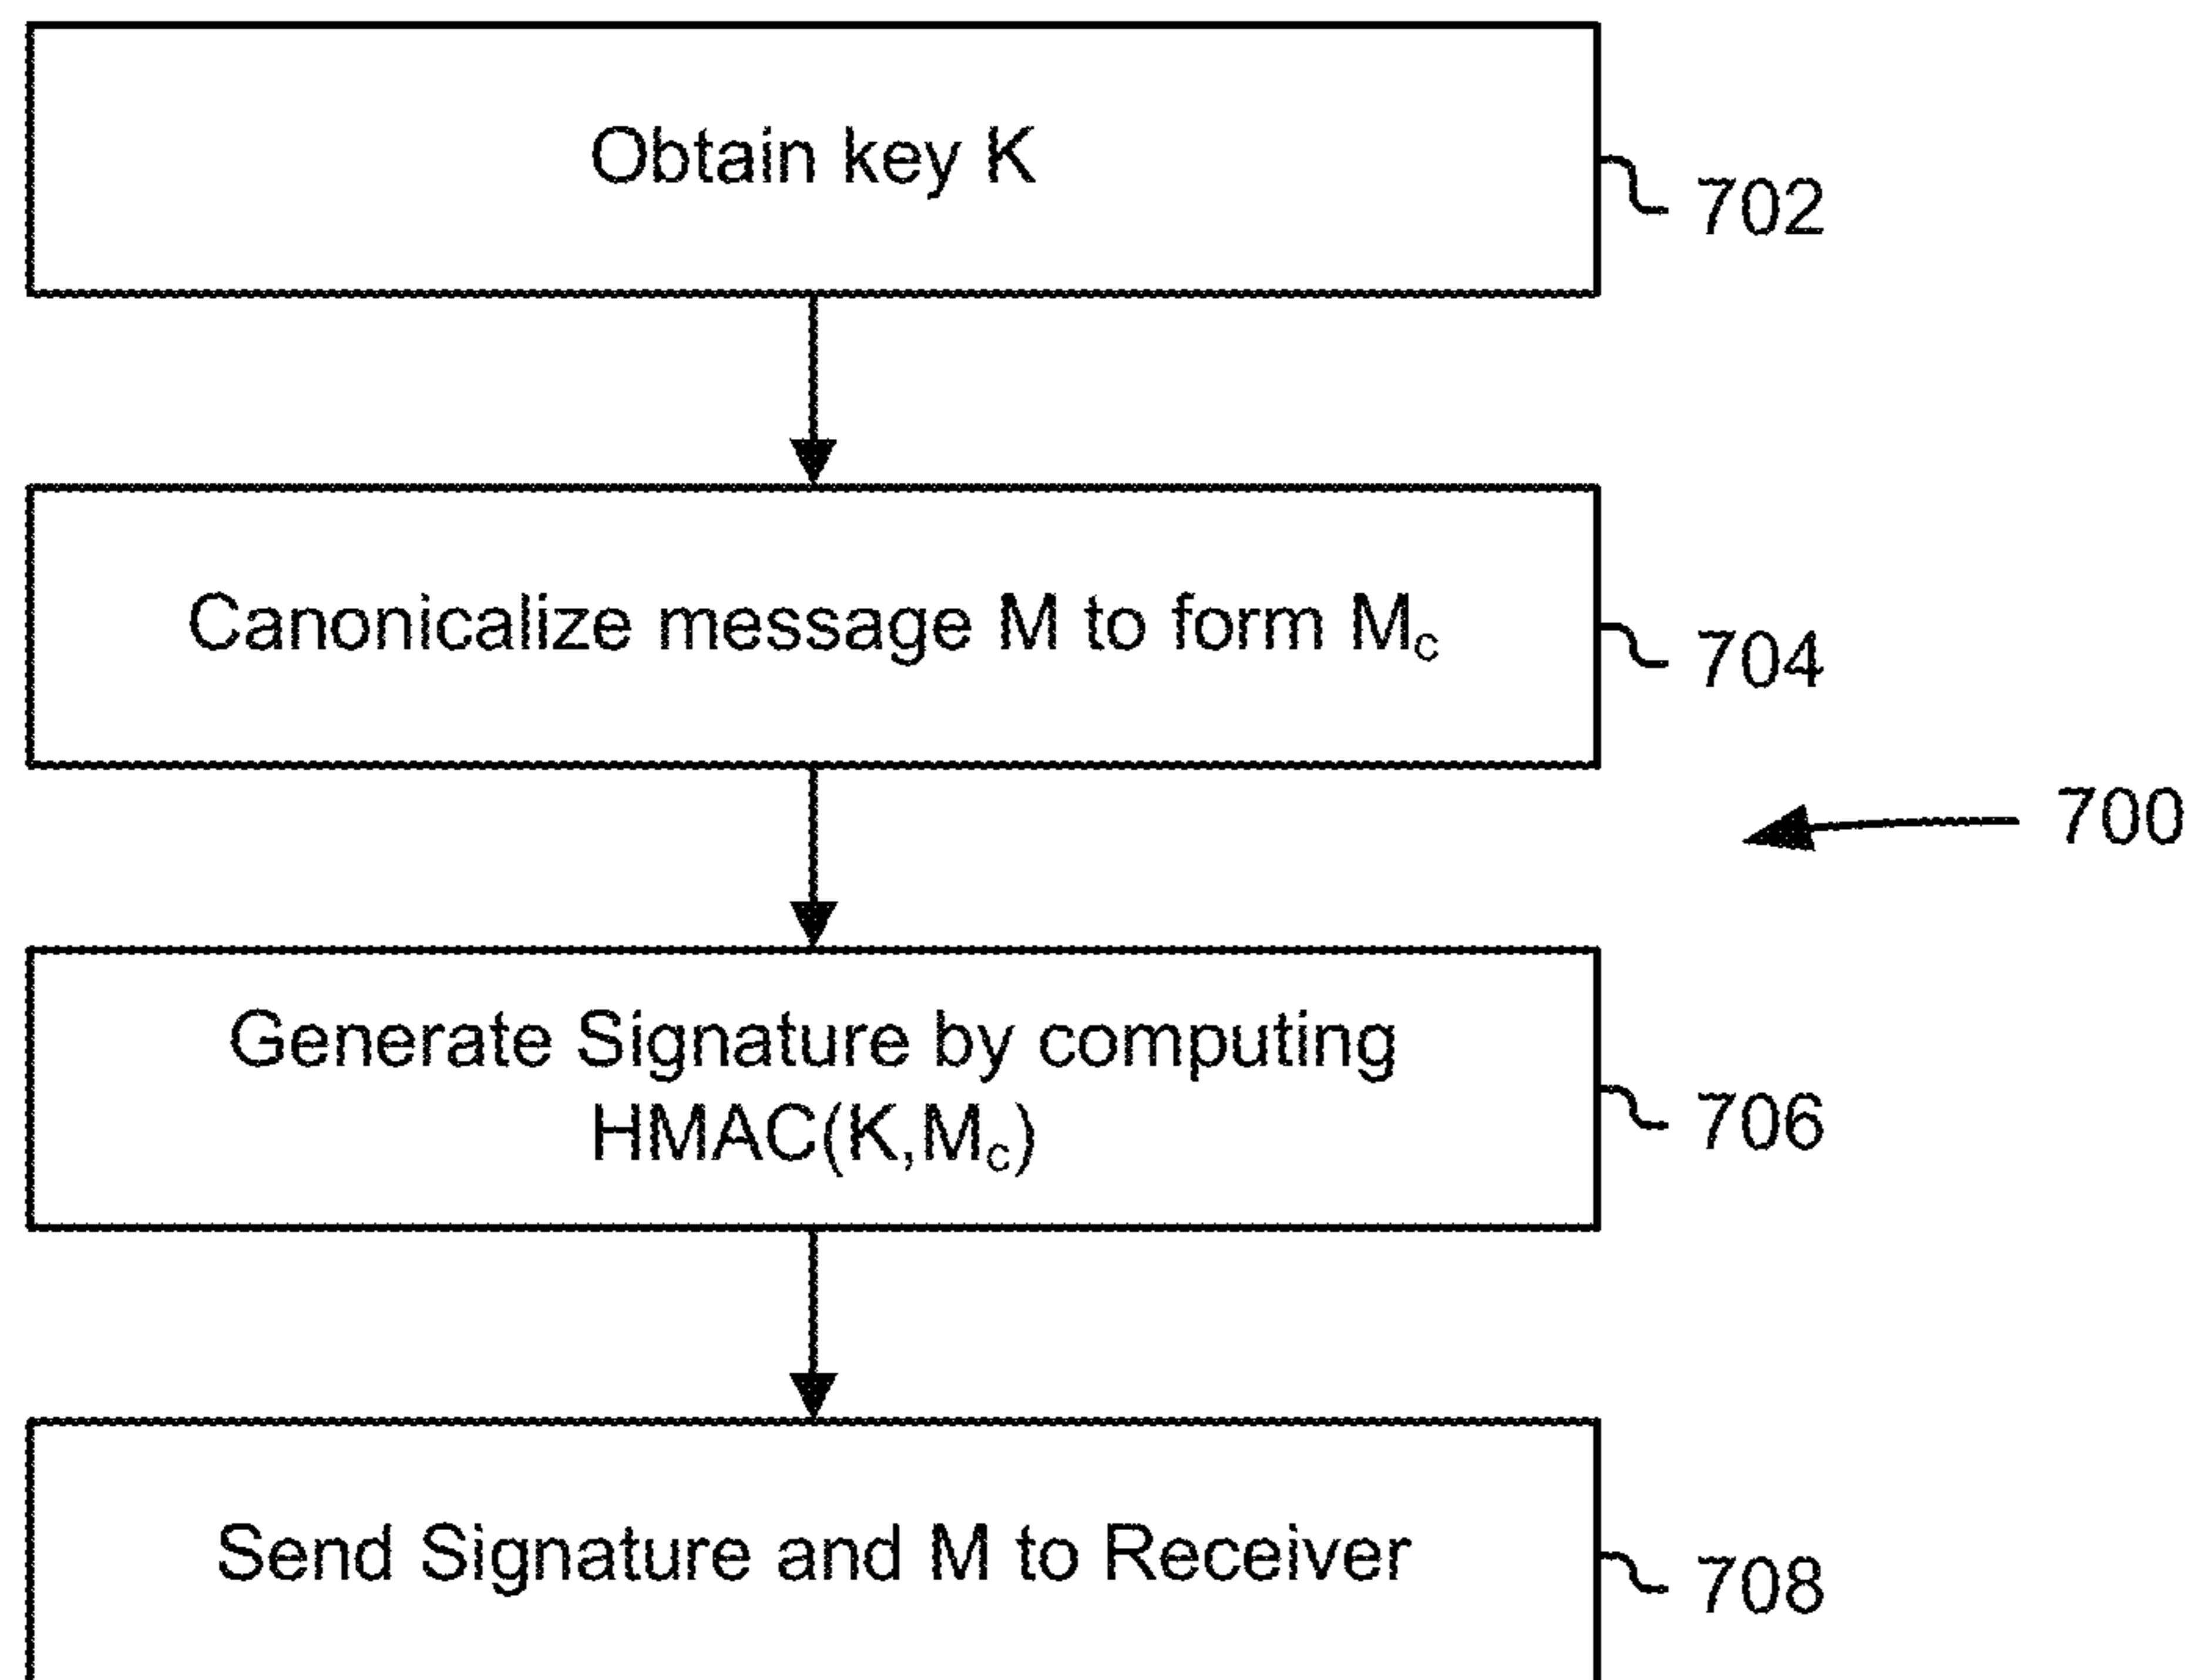 Obtain key K
702
Canonicalize message M to form Mc
704
700
Generate Signature by computing
HMAC(K,Mc)
706
Send Signature and M to Receiver
708